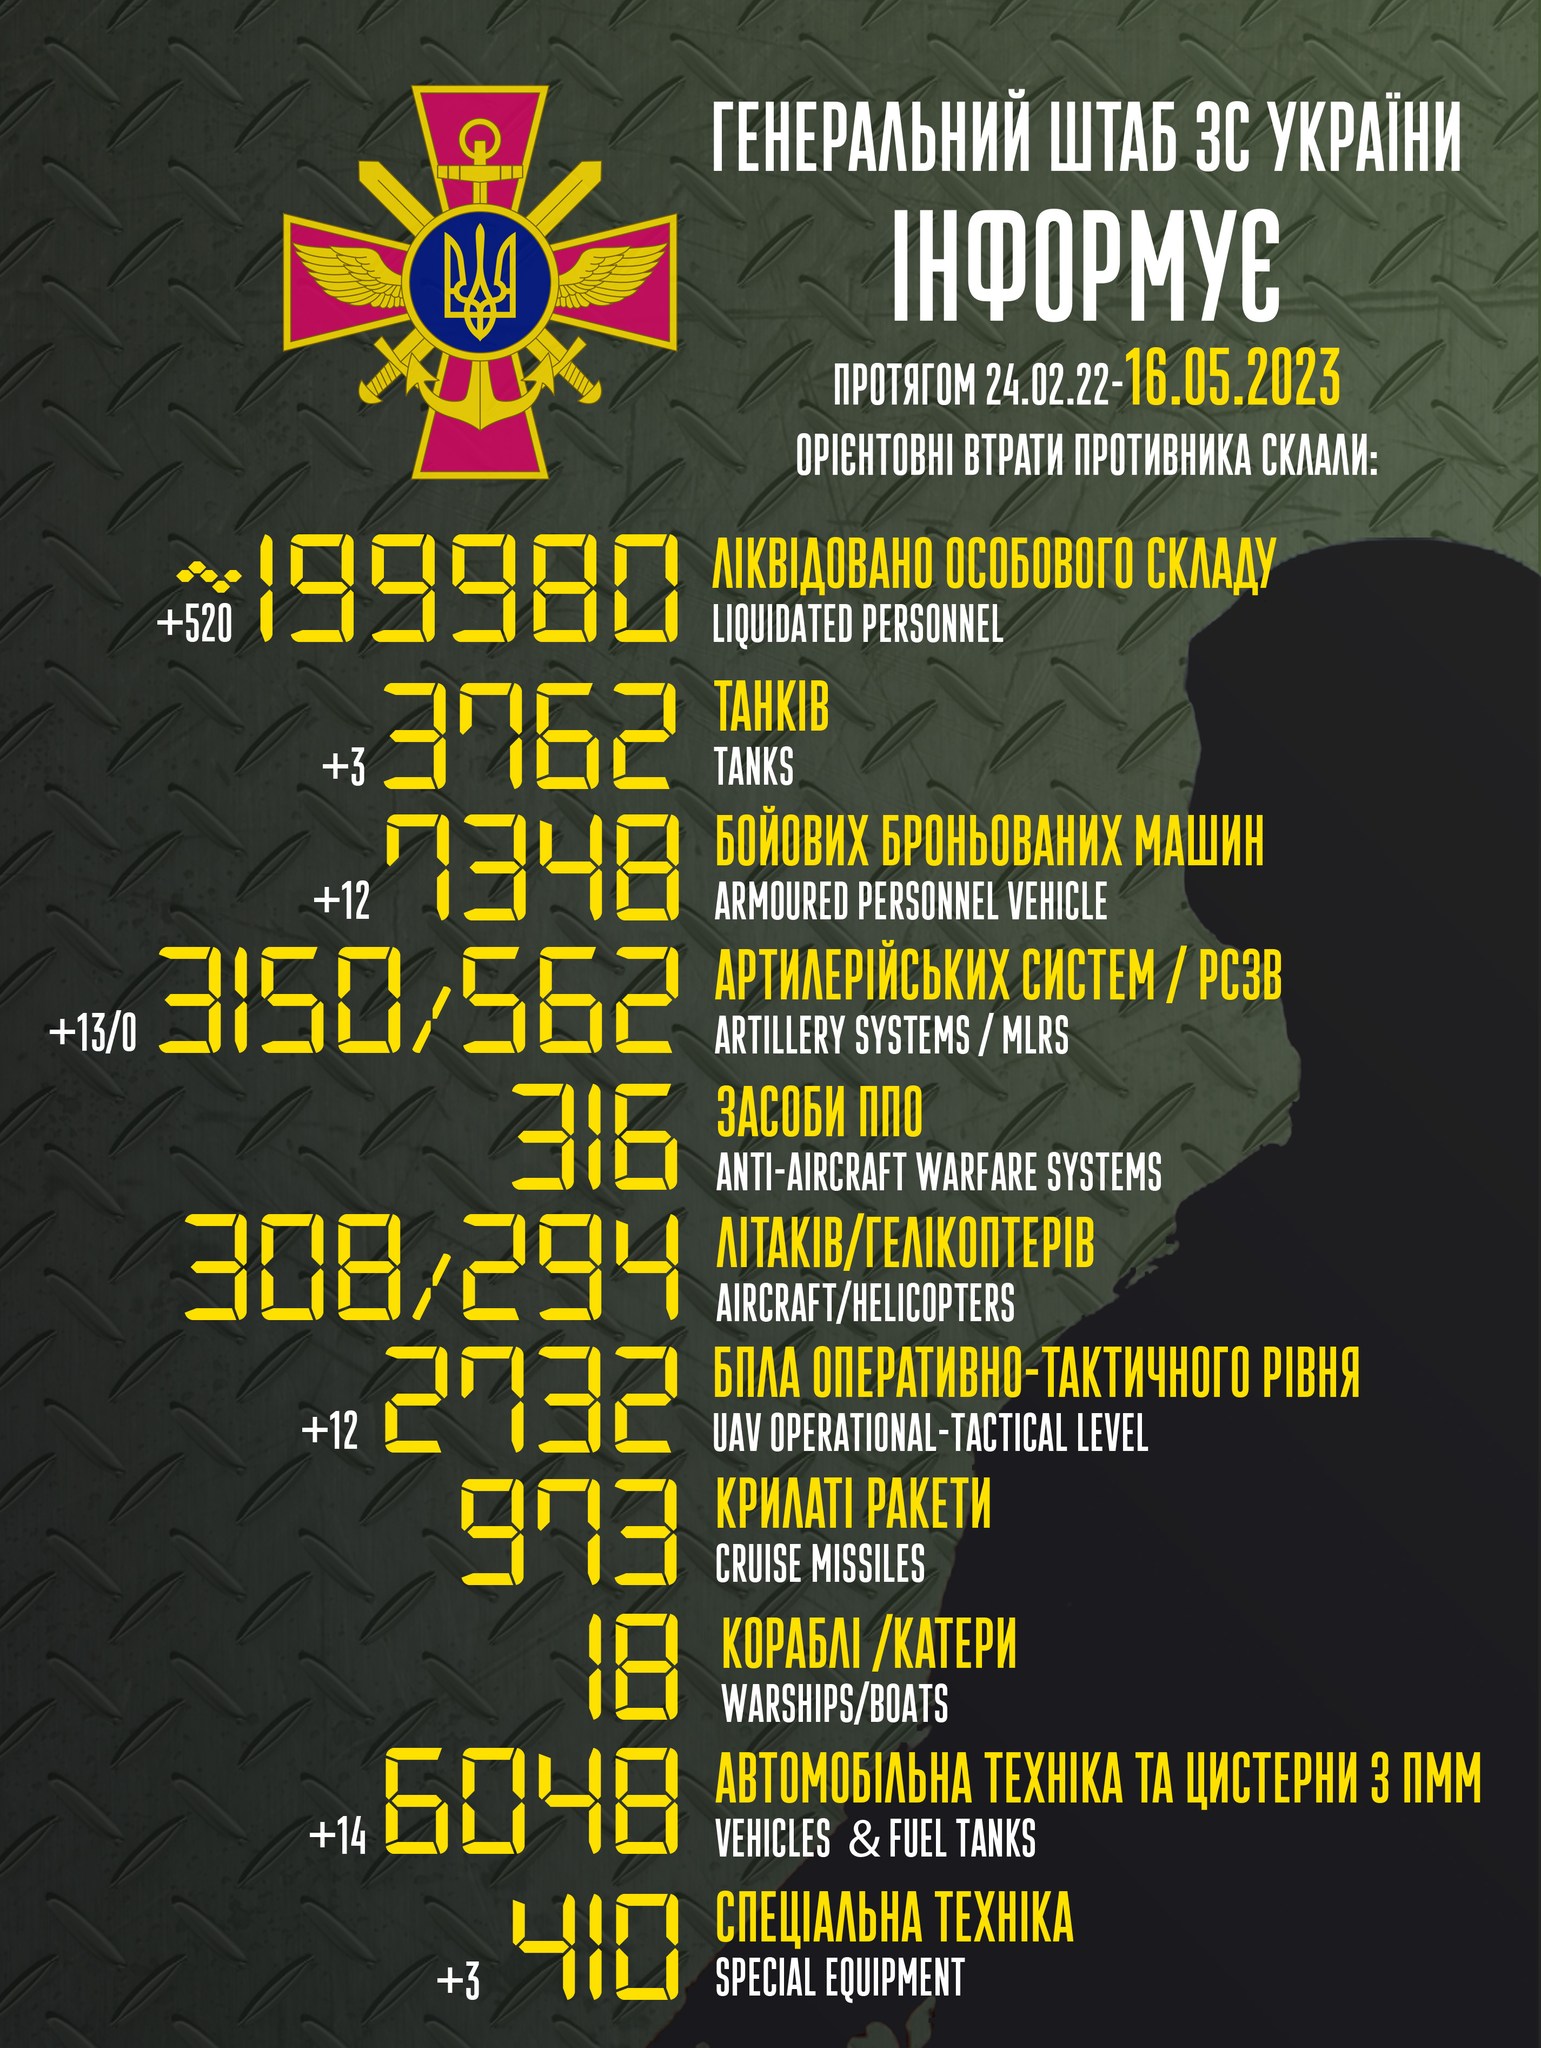 ГЕНЕРАЛЬНИЙ ШТАБ ЗС УКРАЇНИ
ІНФОРМУЄ
ПРОТЯГОМ 24.02.22-16.05.2023
ОРІЄНТОВНІ ВТРАТИ ПРОТИВНИКА СКЛАЛИ:
~199980 ЛІКВІДОВАНО ОСОБОВОГО СКЛАДУ
+520 LIQUIDATED PERSONNEL
3762 ТАНКІВ
+3 TANKS
7348 БОЙОВИХ БРОНЬОВАНИХ МАШИН
+12 ARMOURED PERSONNEL VEHICLE
3150/562 АРТИЛЕРІЙСЬКИХ СИСТЕМ / РСЗВ
+13/0 ARTILLERY SYSTEMS / MLRS
316 ЗАСОБИ ППО
ANTI-AIRCRAFT WARFARE SYSTEMS
308/294 ЛІТАКІВ/ГЕЛІКОПТЕРІВ
AIRCRAFT/HELICOPTERS
2732 БПЛА ОПЕРАТИВНО-ТАКТИЧНОГО РІВНЯ
+12 UAV OPERATIONAL-TACTICAL LEVEL
973 КРИЛАТІ РАКЕТИ
CRUISE MISSILES
18 КОРАБЛІ /КАТЕРИ
WARSHIPS/BOATS
6048 АВТОМОБІЛЬНА ТЕХНІКА ТА ЦИСТЕРНИ З ПММ
+14 VEHICLES & FUEL TANKS
410 СПЕЦІАЛЬНА ТЕХНІКА
+3 SPECIAL EQUIPMENT